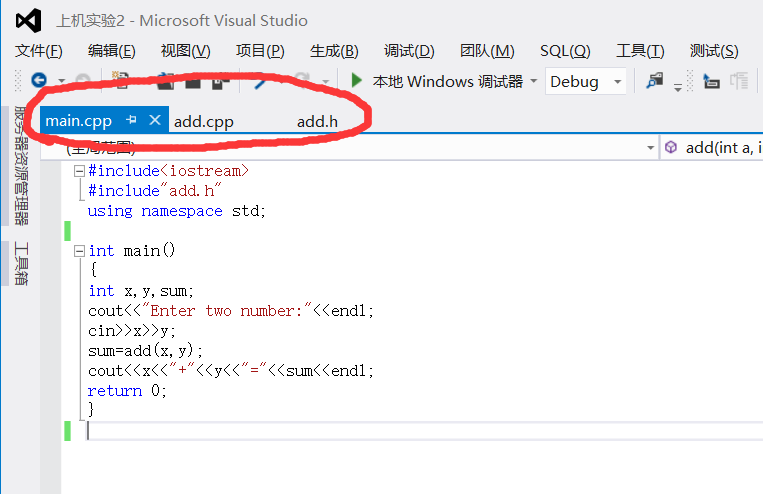 上机实验2 - Microsoft Visual Studio
文件(F) 编辑(E) 视图(V) 项目(P) 生成(B) 调试(D) 团队(M) SQL(Q) 工具(T) 测试(S)
本地 Windows 调试器 Debug
main.cpp add.cpp add.h
(全局范围) add(int a, i
服务器资源管理器
工具箱
#include<iostream>
#include"add.h"
using namespace std;
int main()
{
int x,y,sum;
cout<<"Enter two number:"<<endl;
cin>>x>>y;
sum=add(x,y);
cout<<x<<"+"<<y<<"="<<sum<<endl;
return 0;
}